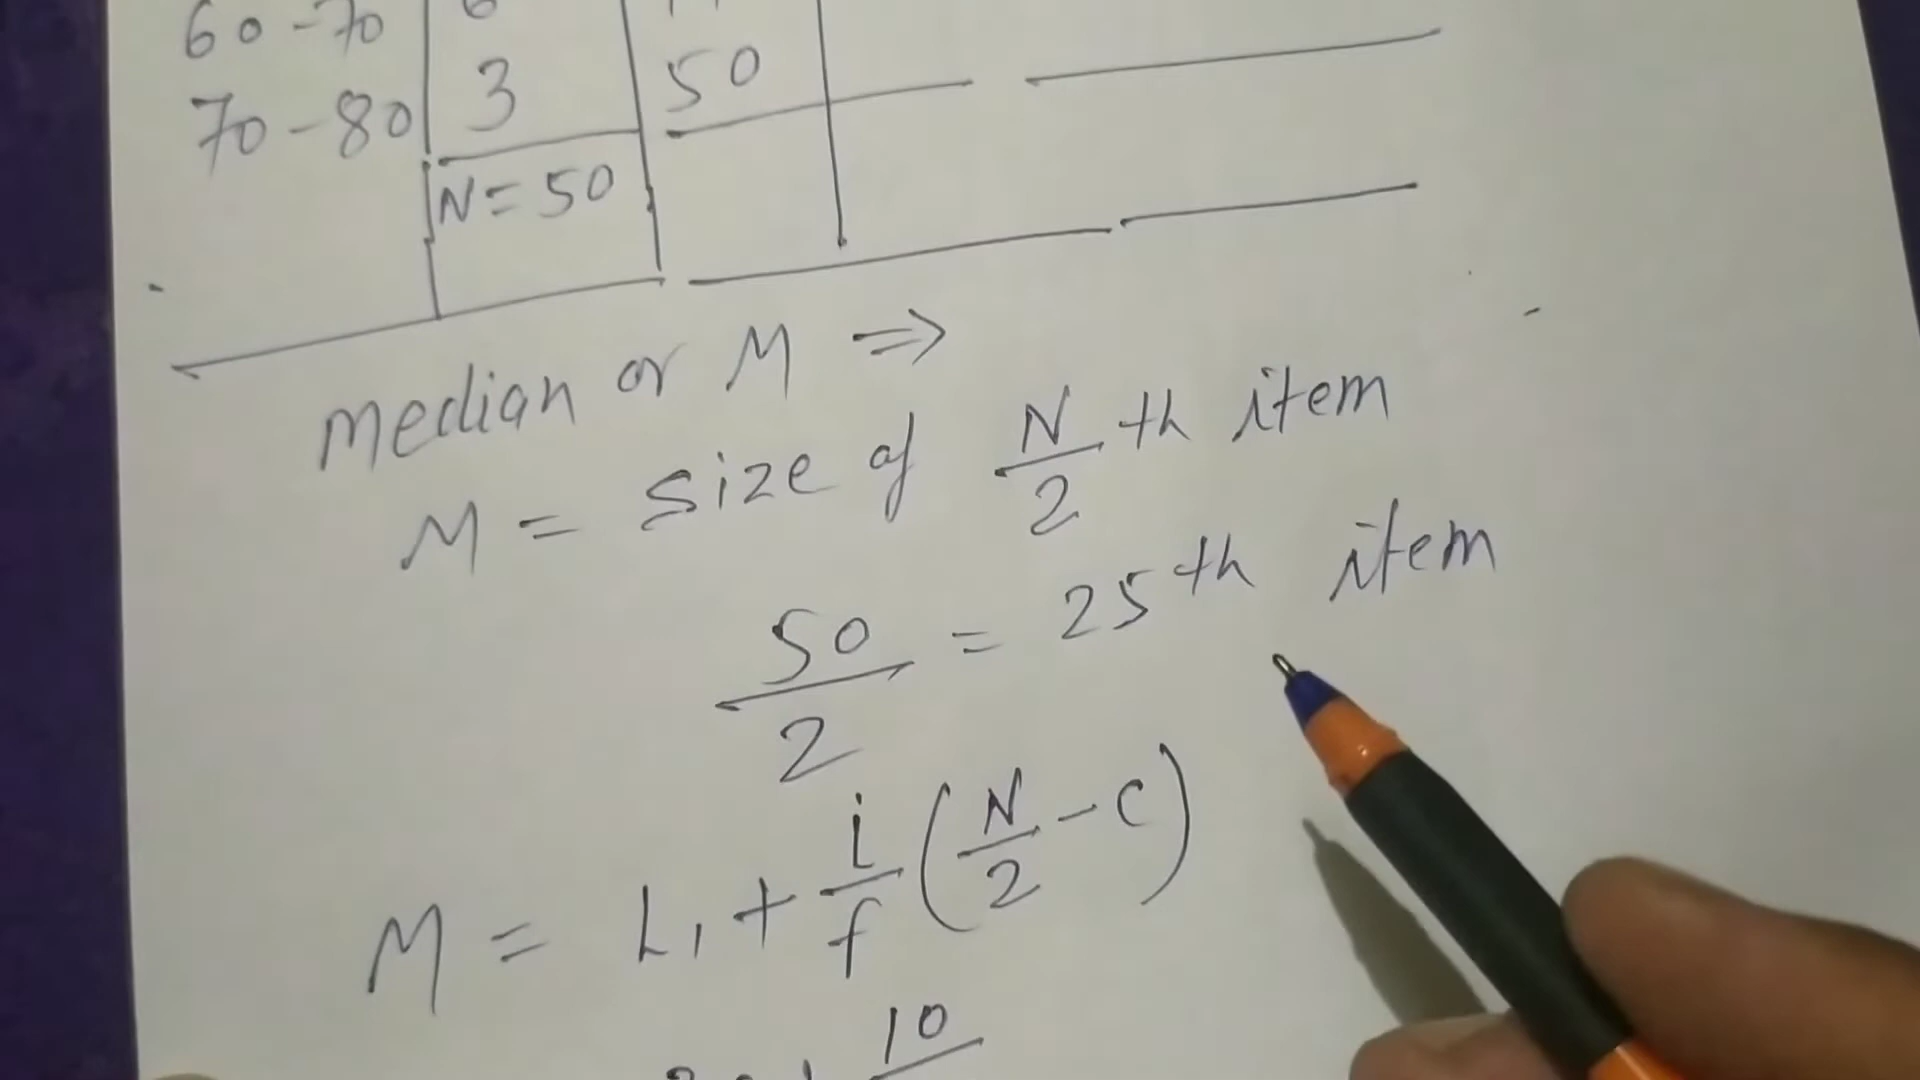 60-70
70-80 3 50
N=50
Median or M ⇒
M = Size of N/2 th item
50/2 = 25th item
M = L1 + i/f (N/2 - C)
10